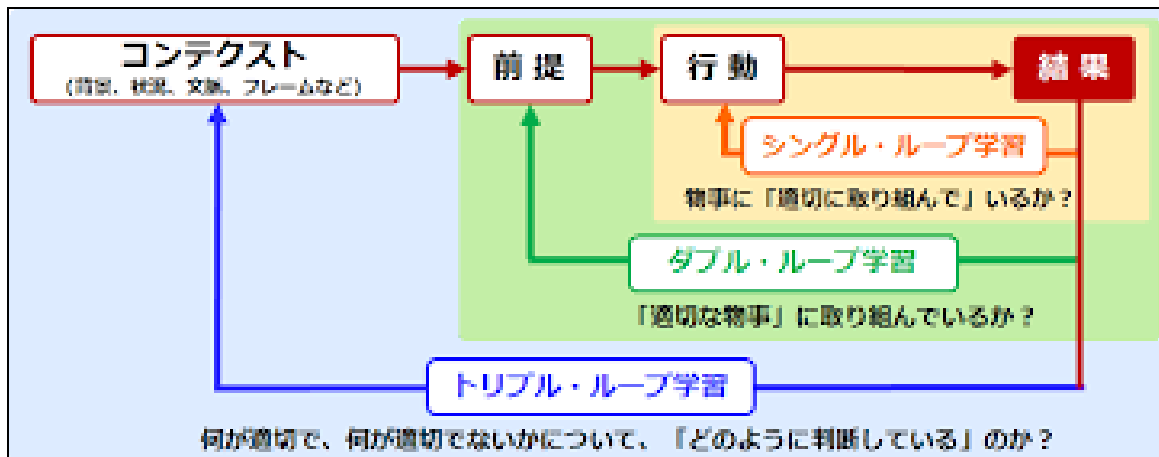 コンテクスト
(背景、状況、文脈、フレームなど)
前提
行動
結果
シングル・ループ学習
物事に「適切に取り組んで」いるか？
ダブル・ループ学習
「適切な物事」に取り組んでいるか？
トリプル・ループ学習
何が適切で、何が適切でないかについて、「どのように判断している」のか？